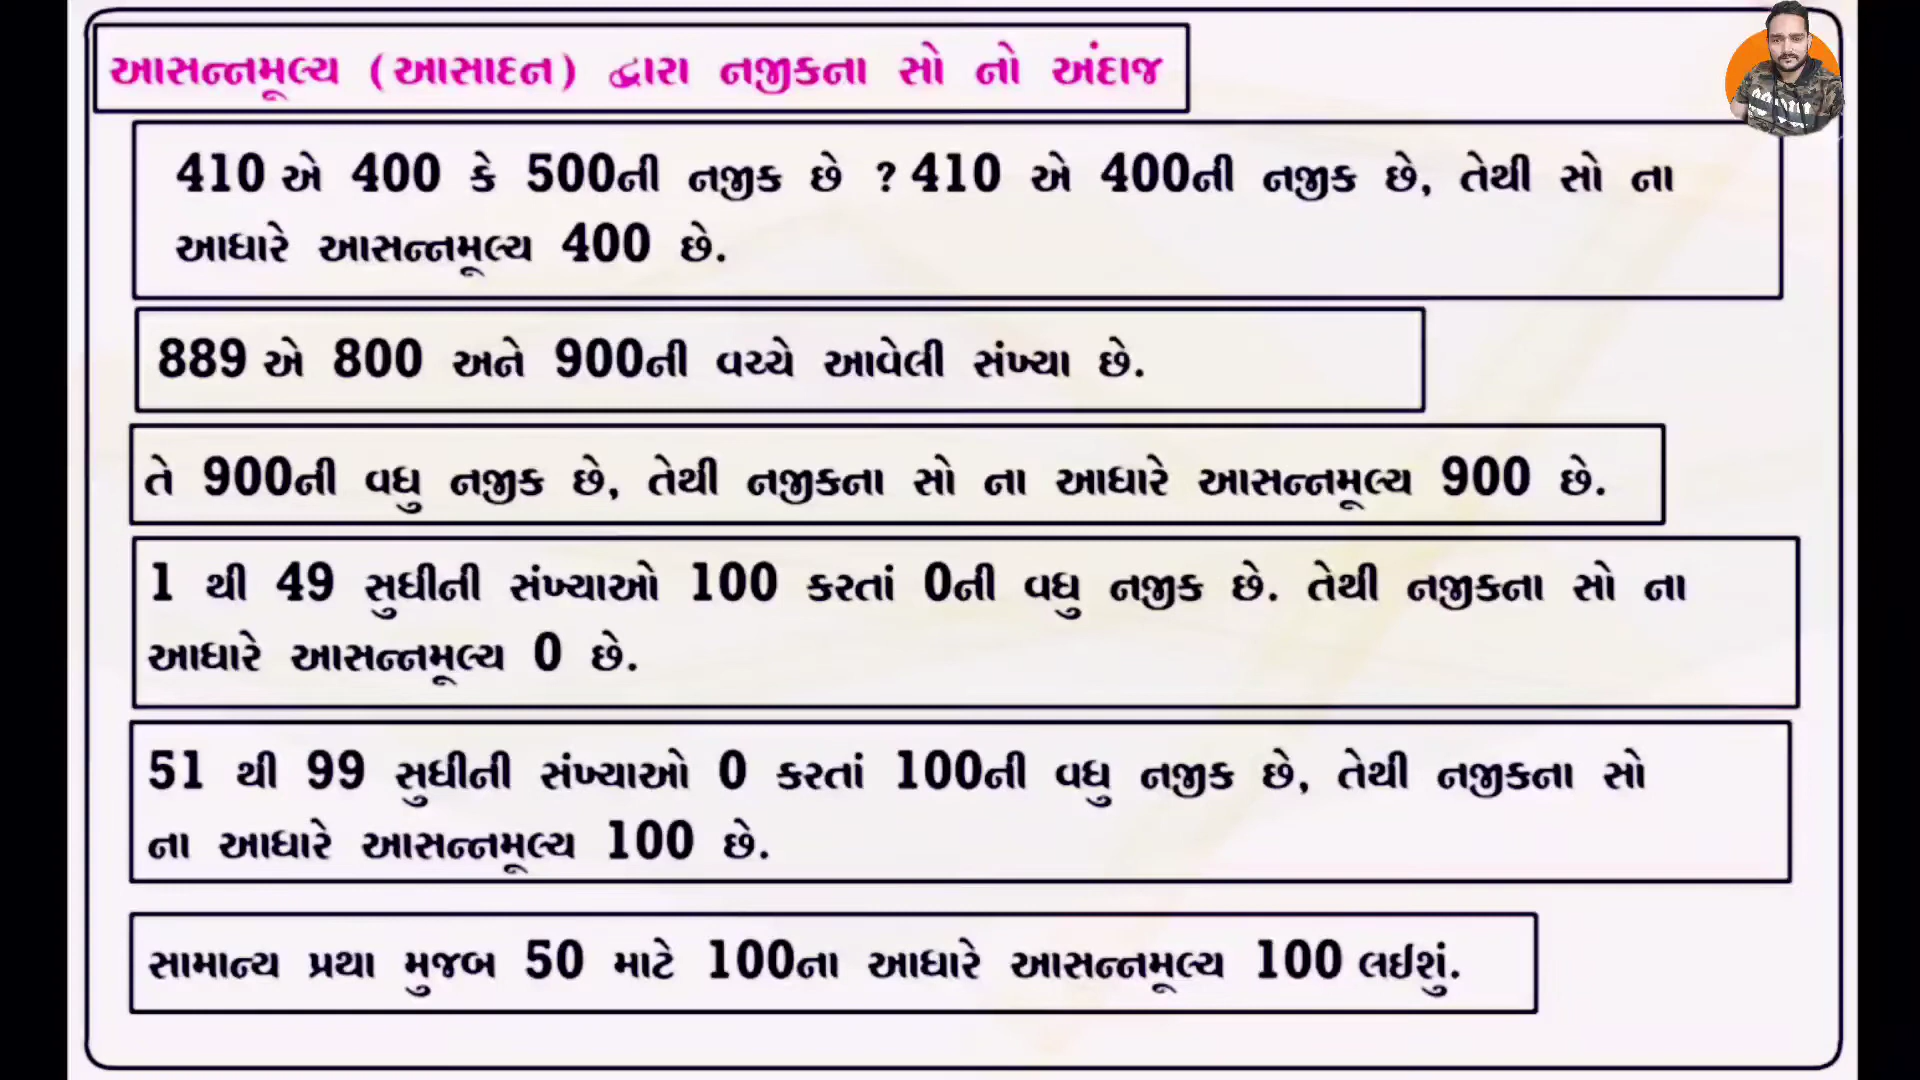 આસન્નમૂલ્ય (આસાદન) દ્વારા નજીકના સો નો અંદાજ
410 એ 400 કે 500ની નજીક છે ? 410 એ 400ની નજીક છે, તેથી સો ના
આધારે આસન્નમૂલ્ય 400 છે.
889 એ 800 અને 900ની વચ્ચે આવેલી સંખ્યા છે.
તે 900ની વધુ નજીક છે, તેથી નજીકના સો ના આધારે આસન્નમૂલ્ય 900 છે.
1 થી 49 સુધીની સંખ્યાઓ 100 કરતાં 0ની વધુ નજીક છે. તેથી નજીકના સો ના
આધારે આસન્નમૂલ્ય 0 છે.
51 થી 99 સુધીની સંખ્યાઓ 0 કરતાં 100ની વધુ નજીક છે, તેથી નજીકના સો
ના આધારે આસન્નમૂલ્ય 100 છે.
સામાન્ય પ્રથા મુજબ 50 માટે 100ના આધારે આસન્નમૂલ્ય 100 લઈશું.